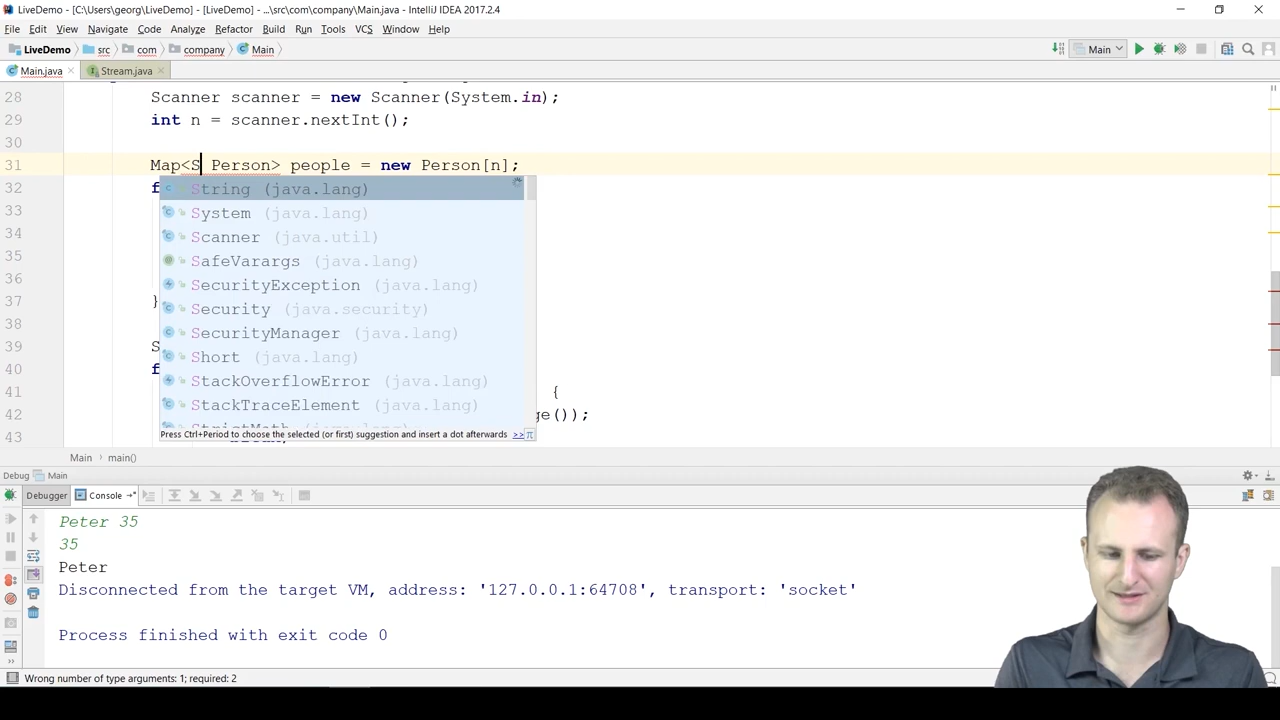 LiveDemo - [C:\Users\georg\LiveDemo] - [LiveDemo] - ...\src\com\company\Main.java - IntelliJ IDEA 2017.2.4
File Edit View Navigate Code Analyze Refactor Build Run Tools VCS Window Help
LiveDemo src com company Main Main
Main.java Stream.java
28 Scanner scanner = new Scanner(System.in);
29 int n = scanner.nextInt();
30
31 Map<S Person> people = new Person[n];
32 f
String (java.lang)
33
System (java.lang)
34
Scanner (java.util)
35
SafeVarargs (java.lang)
36
SecurityException (java.lang)
37 }
Security (java.security)
38
SecurityManager (java.lang)
39 S
Short (java.lang)
40 f
StackOverflowError (java.lang)
41 {
StackTraceElement (java.lang)
42 ge());
StrictMath (java.lang)
43
Press Ctrl+Period to choose the selected (or first) suggestion and insert a dot afterwards >> π
Main main()
Debug Main
Debugger Console
Peter 35
35
Peter
Disconnected from the target VM, address: '127.0.0.1:64708', transport: 'socket'
Process finished with exit code 0
Wrong number of type arguments: 1; required: 2